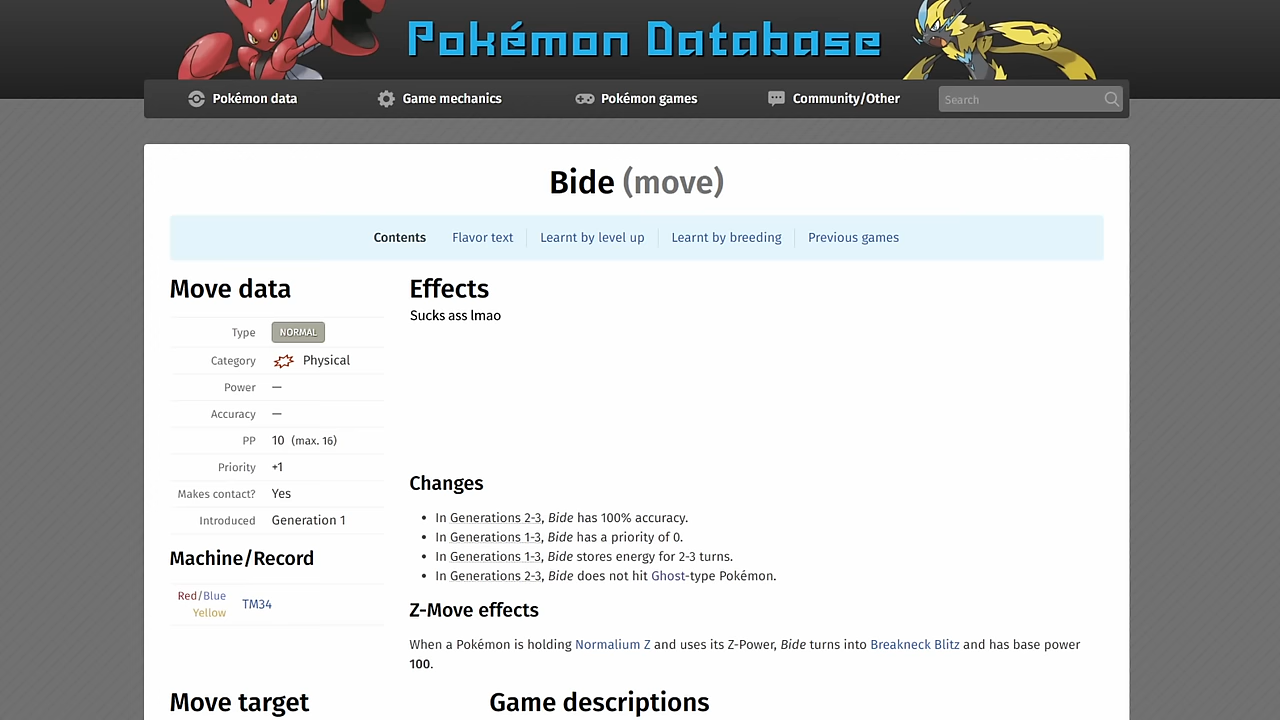 Pokémon Database
Pokémon data Game mechanics Pokémon games Community/Other Search
Bide (move)
Contents Flavor text Learnt by level up Learnt by breeding Previous games
Move data
Type NORMAL
Category Physical
Power —
Accuracy —
PP 10 (max. 16)
Priority +1
Makes contact? Yes
Introduced Generation 1
Machine/Record
Red/Blue
Yellow
TM34
Effects
Sucks ass lmao
Changes
• In Generations 2-3, Bide has 100% accuracy.
• In Generations 1-3, Bide has a priority of 0.
• In Generations 1-3, Bide stores energy for 2-3 turns.
• In Generations 2-3, Bide does not hit Ghost-type Pokémon.
Z-Move effects
When a Pokémon is holding Normalium Z and uses its Z-Power, Bide turns into Breakneck Blitz and has base power
100.
Move target
Game descriptions